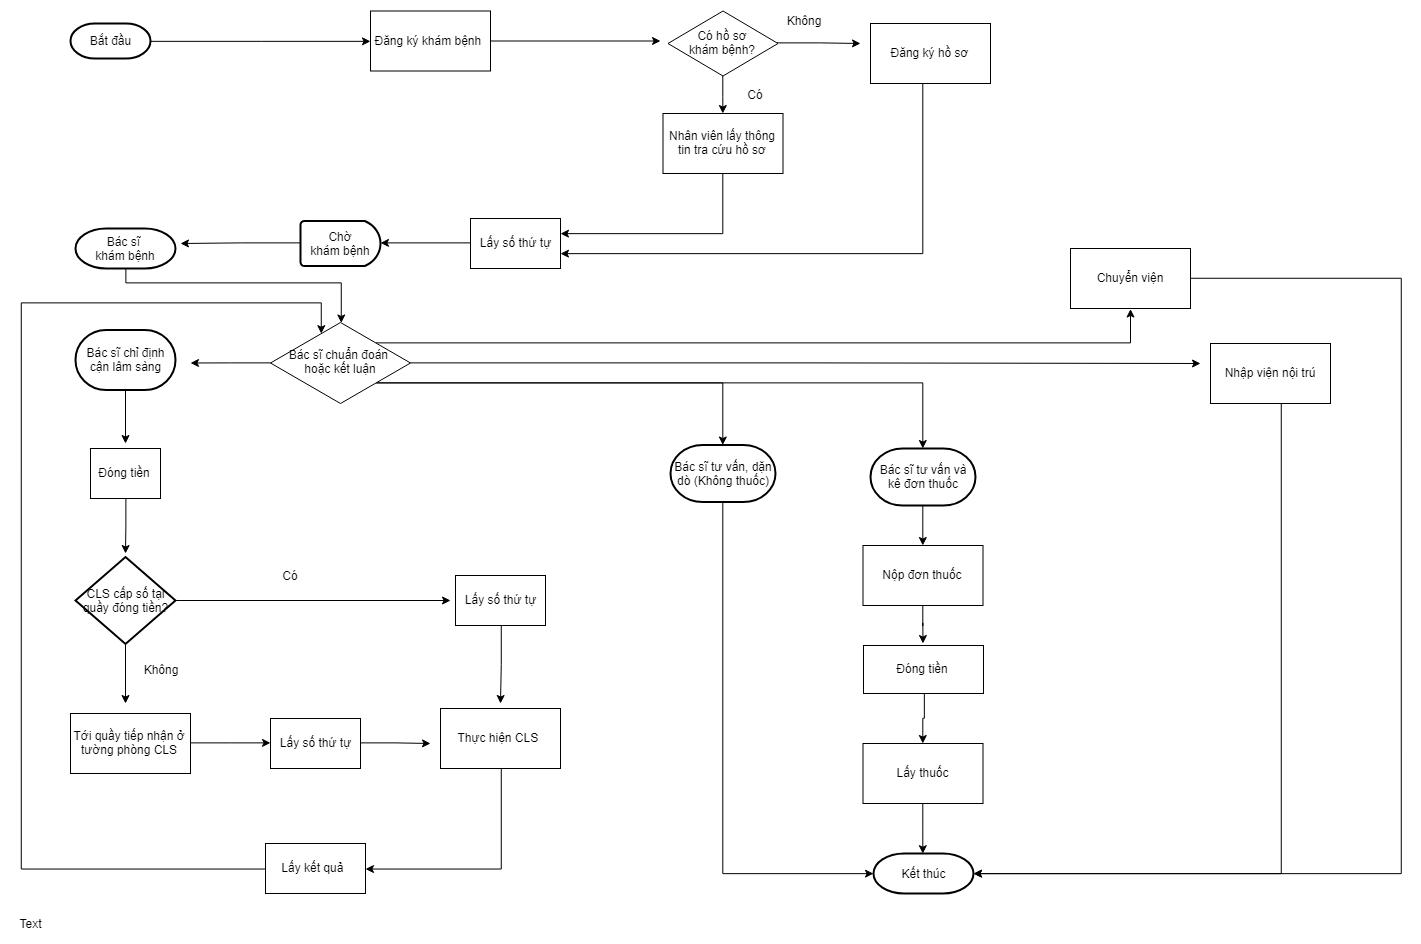 Bắt đầu
Đăng ký khám bệnh
Có hồ sơ
khám bệnh?
Không
Đăng ký hồ sơ
Có
Nhân viên lấy thông
tin tra cứu hồ sơ
Bác sĩ
khám bệnh
Chờ
khám bệnh
Lấy số thứ tự
Chuyển viện
Bác sĩ chỉ định
cận lâm sàng
Bác sĩ chuẩn đoán
hoặc kết luận
Nhập viện nội trú
Đóng tiền
Bác sĩ tư vấn, dặn
dò (Không thuốc)
Bác sĩ tư vấn và
kê đơn thuốc
CLS cấp số tại
quầy đóng tiền?
Có
Lấy số thứ tự
Nộp đơn thuốc
Không
Đóng tiền
Tới quầy tiếp nhận ở
tường phòng CLS
Lấy số thứ tự
Thực hiện CLS
Lấy thuốc
Lấy kết quả
Kết thúc
Text